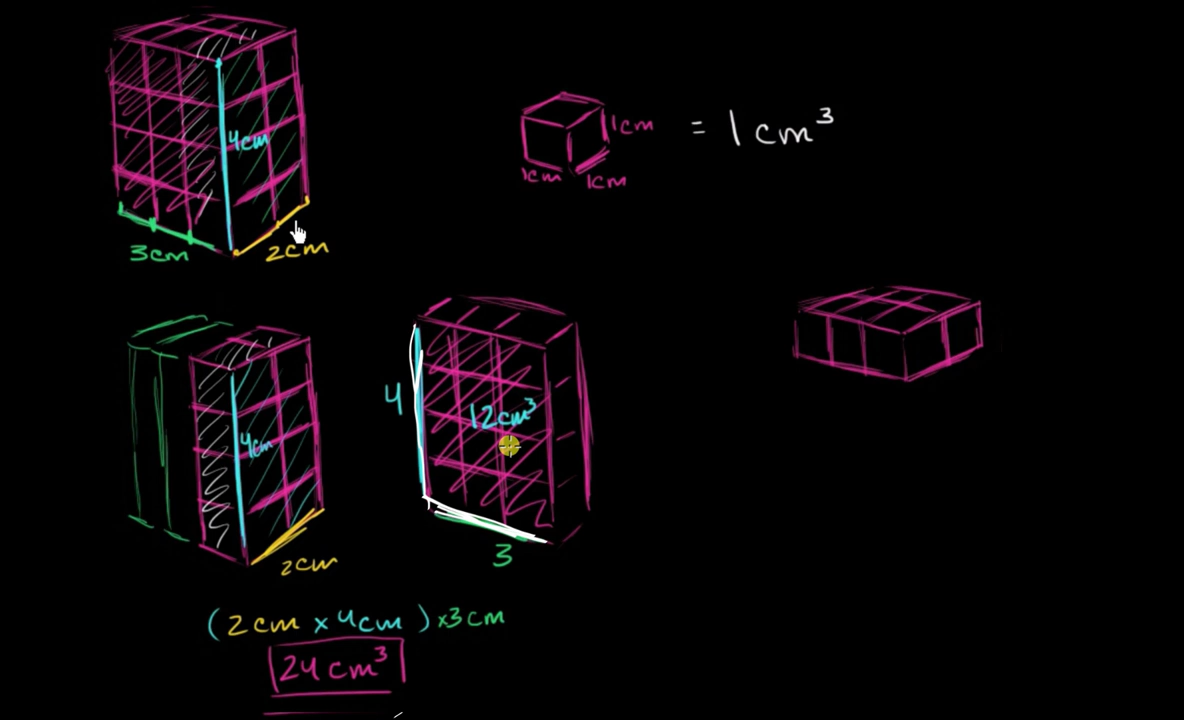 4cm
3cm
2cm
1cm
1cm
1cm
= 1 cm³
4cm
2cm
4
12cm³
3
(2cm × 4cm) ×3cm
24 cm³